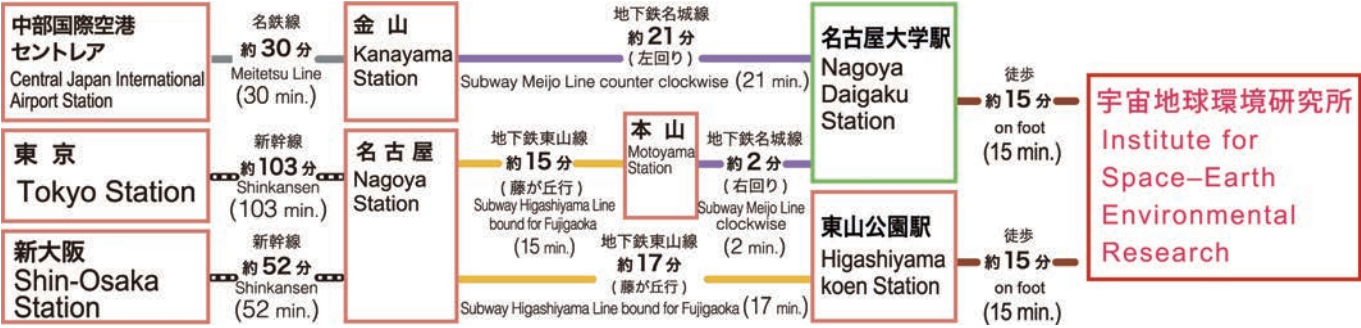 中部国際空港
セントレア
Central Japan International
Airport Station
名鉄線
約 30 分
Meitetsu Line
(30 min.)
金 山
Kanayama
Station
地下鉄名城線
約 21 分
( 左回り )
Subway Meijo Line counter clockwise (21 min.)
名古屋大学駅
Nagoya
Daigaku
Station
徒歩
約 15 分
on foot
(15 min.)
宇宙地球環境研究所
Institute for
Space–Earth
Environmental
Research
東 京
Tokyo Station
新幹線
約 103 分
Shinkansen
(103 min.)
名 古 屋
Nagoya
Station
地下鉄東山線
約 15 分
( 藤が丘行 )
Subway Higashiyama Line
bound for Fujigaoka
(15 min.)
本 山
Motoyama
Station
地下鉄名城線
約 2 分
( 右回り )
Subway Meijo Line
clockwise
(2 min.)
新大阪
Shin-Osaka
Station
新幹線
約 52 分
Shinkansen
(52 min.)
地下鉄東山線
約 17 分
( 藤が丘行 )
Subway Higashiyama Line bound for Fujigaoka (17 min.)
東山公園駅
Higashiyama
koen Station
徒歩
約 15 分
on foot
(15 min.)